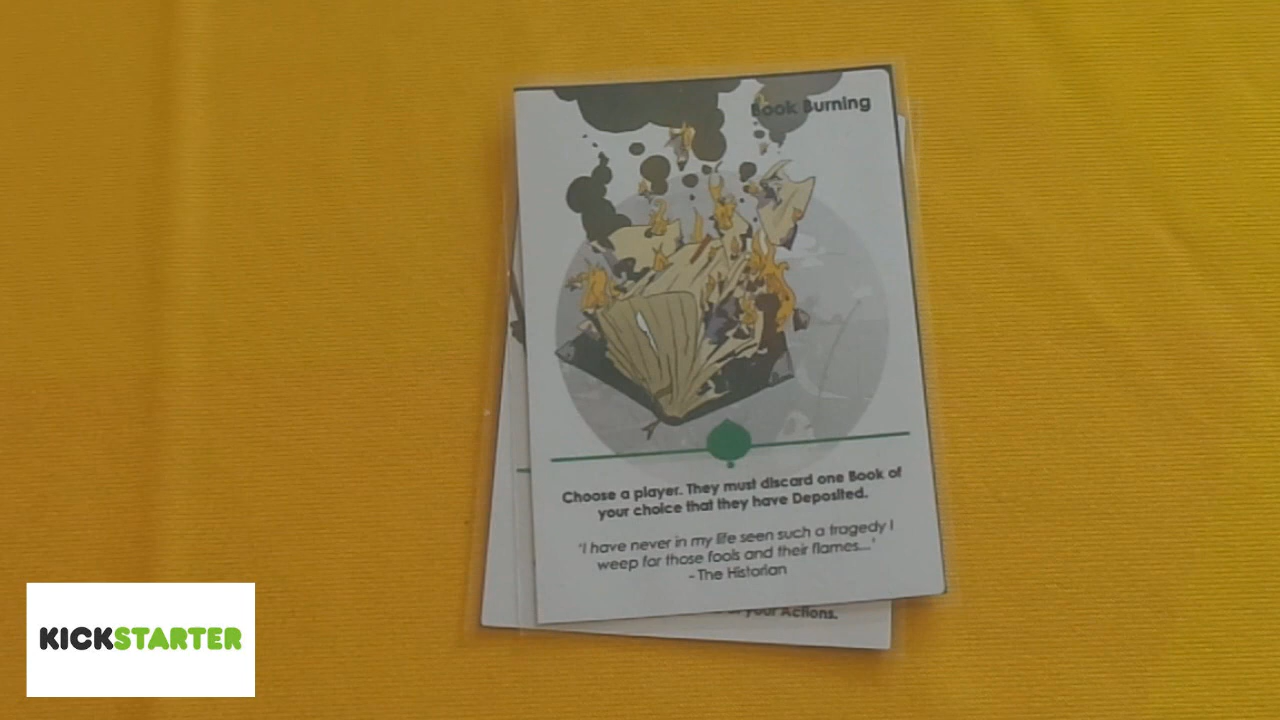 Book Burning
Choose a player. They must discard one Book of
your choice that they have Deposited.
'I have never in my life seen such a tragedy I
weep for those fools and their flames...'
- The Historian
your Actions.
KICKSTARTER